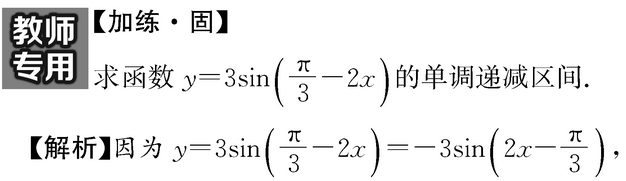 教师专用
【加练·固】
求函数 y=3sin(π/3-2x)的单调递减区间.
【解析】因为 y=3sin(π/3-2x)=-3sin(2x-π/3),